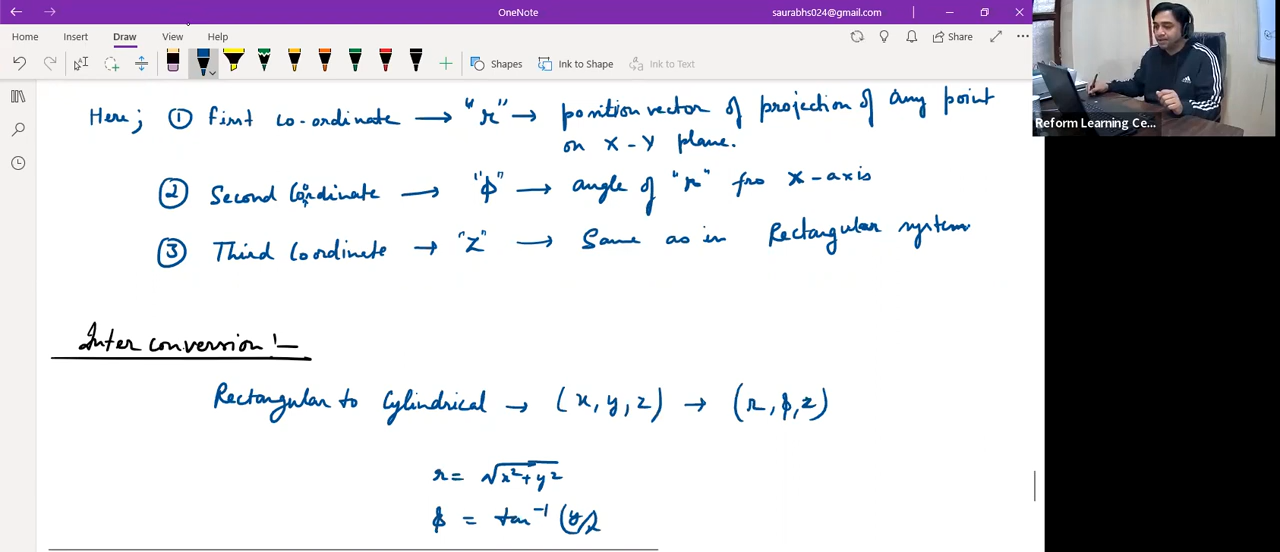 OneNote
saurabhs024@gmail.com
Home Insert Draw View Help
Share
Shapes Ink to Shape Ink to Text
Here; ① First co-ordinate → "r" → position vector of projection of any point
on X-Y plane.
② Second Coordinate → "ϕ" → angle of "r" fro X-axis
③ Third Coordinate → "Z" → Same as in Rectangular system
Inter conversion:-
Rectangular to Cylindrical → (x, y, z) → (r, ϕ, z)
r = √x²+y²
ϕ = tan⁻¹ (y/
Reform Learning Ce...